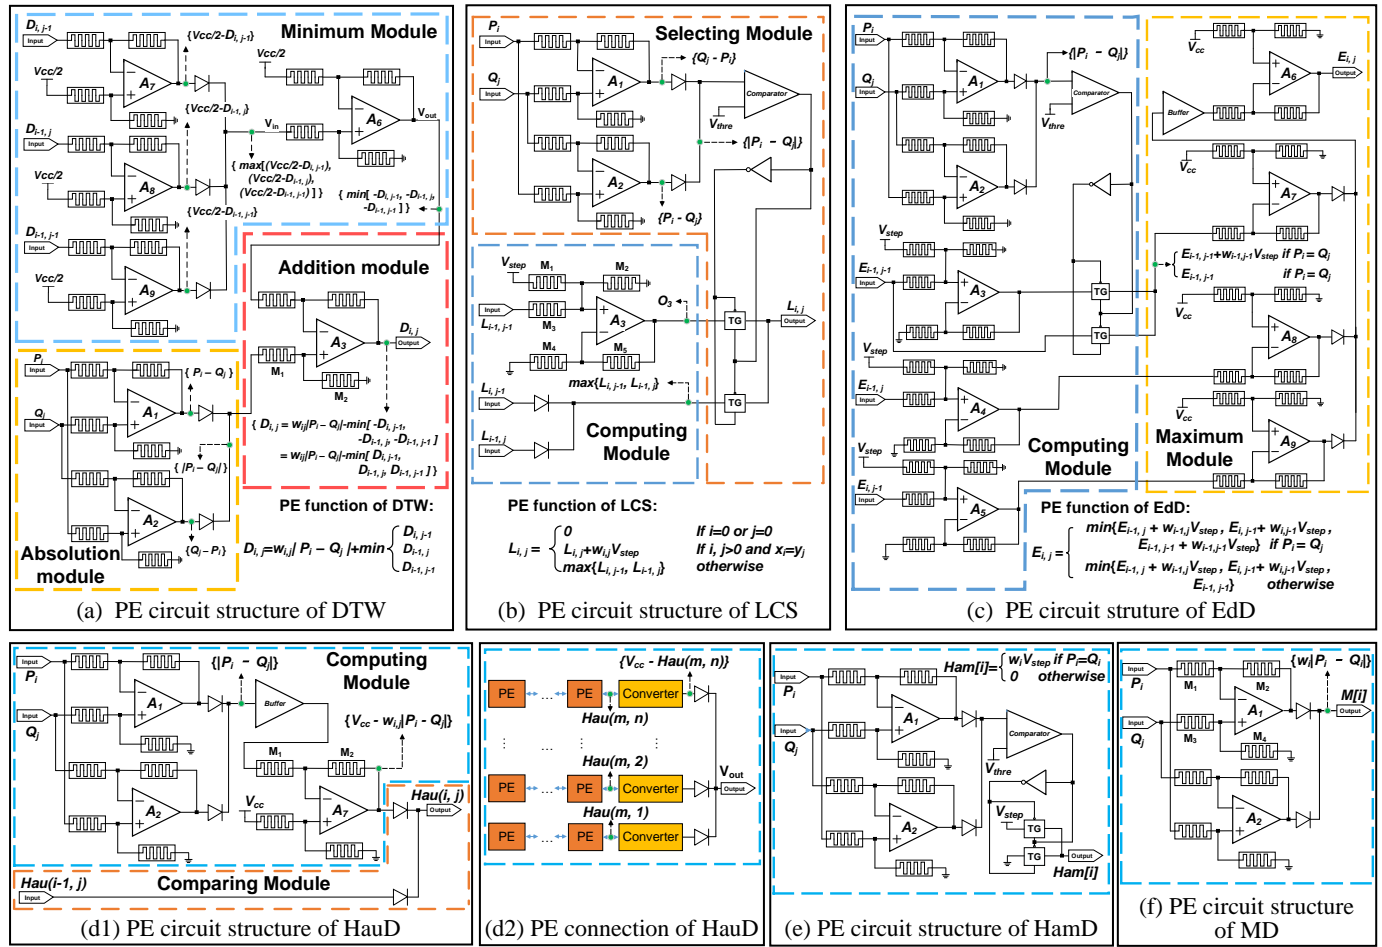 D_{i, j-1}
Input
{Vcc/2-D_{i, j-1}}
Minimum Module
Vcc/2
A_7
Vcc/2
{Vcc/2-D_{i-1, j}}
D_{i-1, j}
Input
A_8
Vcc/2
V_in
A_6
V_out
{ max[(Vcc/2-D_{i, j-1}),
(Vcc/2-D_{i-1, j}),
(Vcc/2-D_{i-1, j-1}) ] }
{Vcc/2-D_{i-1, j-1}}
{ min[ -D_{i, j-1}, -D_{i-1, j},
-D_{i-1, j-1} ] }
D_{i-1, j-1}
Input
Vcc/2
A_9
Addition module
A_3
D_{i, j}
Output
M_1
M_2
{ D_{i, j} = w_{ij}|P_i – Q_j|-min[ -D_{i, j-1},
-D_{i-1, j}, -D_{i-1, j-1} ]
= w_{ij}|P_i – Q_j|-min[ D_{i, j-1},
D_{i-1, j}, D_{i-1, j-1} ] }
P_i
Input
{ P_i – Q_j }
A_1
Q_j
Input
{ |P_i – Q_j| }
A_2
{Q_j – P_i}
Absolution
module
PE function of DTW:
D_{i, j}=w_{i,j}| P_i – Q_j |+min
D_{i, j-1}
D_{i-1, j}
D_{i-1, j-1}
(a) PE circuit structure of DTW
P_i
Input
Selecting Module
{Q_j - P_i}
A_1
Q_j
Input
Comparator
V_thre
{|P_i – Q_j|}
A_2
{P_i - Q_j}
V_step
M_1
M_2
Input
L_{i-1, j-1}
M_3
A_3
O_3
TG
L_{i, j}
Output
M_4
M_5
max{L_{i, j-1}, L_{i-1, j}}
L_{i, j-1}
Input
TG
L_{i-1, j}
Input
Computing
Module
PE function of LCS:
L_{i, j} =
0 If i=0 or j=0
L_{i, j}+w_{i,j}V_step If i, j>0 and x_i=y_j
max{L_{i, j-1}, L_{i-1, j}} otherwise
(b) PE circuit structure of LCS
P_i
Input
A_1
{|P_i – Q_j|}
Q_j
Input
Comparator
V_thre
A_2
V_step
E_{i-1, j-1}
Input
A_3
TG
TG
V_step
E_{i-1, j}
Input
A_4
V_step
E_{i, j-1}
Input
A_5
Computing
Module
V_cc
A_6
E_{i, j}
Output
Buffer
V_cc
A_7
E_{i-1, j-1}+w_{i-1,j-1}V_step if P_i = Q_j
E_{i-1, j-1} if P_i = Q_j
V_cc
A_8
V_cc
A_9
Maximum
Module
PE function of EdD:
E_{i, j} =
min{E_{i-1, j} + w_{i-1,j}V_step , E_{i,j-1} + w_{i,j-1}V_step ,
E_{i-1,j-1} + w_{i-1,j-1}V_step} if P_i = Q_j
min{E_{i-1, j} + w_{i-1,j}V_step , E_{i,j-1} + w_{i,j-1}V_step ,
E_{i-1, j-1}} otherwise
(c) PE circuit struture of EdD
Input
P_i
{|P_i – Q_j|}
Computing
Module
A_1
Buffer
Input
Q_j
{V_cc - w_{i,j}|P_i - Q_j|}
M_1
M_2
A_2
V_cc
A_7
Hau(i, j)
Output
Hau(i-1, j)
Input
Comparing Module
(d1) PE circuit structure of HauD
{V_cc - Hau(m, n)}
PE ... PE Converter
Hau(m, n)
Hau(m, 2)
V_out
PE ... PE Converter
Output
Hau(m, 1)
PE ... PE Converter
(d2) PE connection of HauD
Input
P_i
Ham[i]=
w_iV_step if P_i=Q_i
0 otherwise
A_1
Input
Q_j
Comparator
V_thre
A_2
V_step
TG
TG
Output
Ham[i]
(e) PE circuit structure of HamD
Input
P_i
{w_i|P_i – Q_i|}
M_1
M_2
A_1
M[i]
Output
Input
Q_j
M_3
M_4
A_2
(f) PE circuit structure
of MD